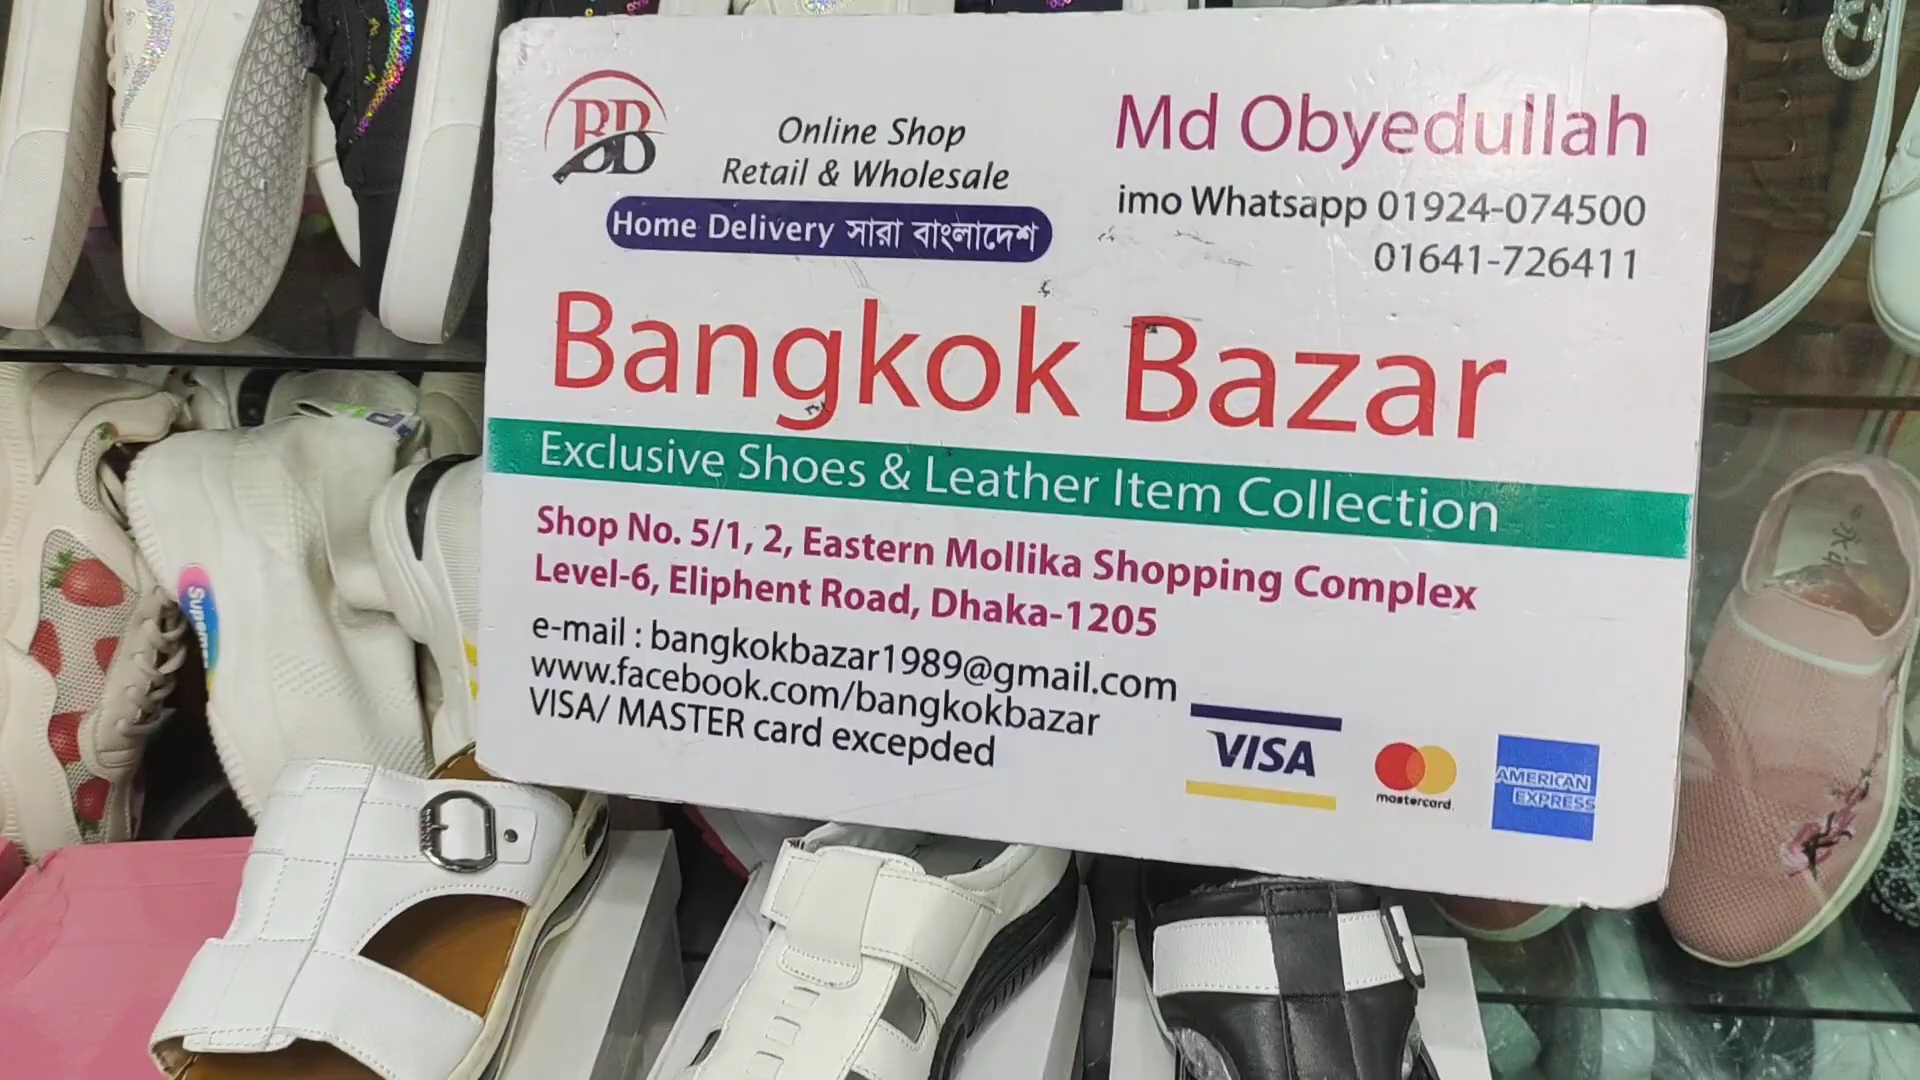 BB
Online Shop
Retail & Wholesale
Home Delivery সারা বাংলাদেশ
Md Obyedullah
imo Whatsapp 01924-074500
01641-726411
Bangkok Bazar
Exclusive Shoes & Leather Item Collection
Shop No. 5/1, 2, Eastern Mollika Shopping Complex
Level-6, Eliphent Road, Dhaka-1205
e-mail : bangkokbazar1989@gmail.com
www.facebook.com/bangkokbazar
VISA/ MASTER card excepded
VISA
mastercard.
AMERICAN
EXPRESS